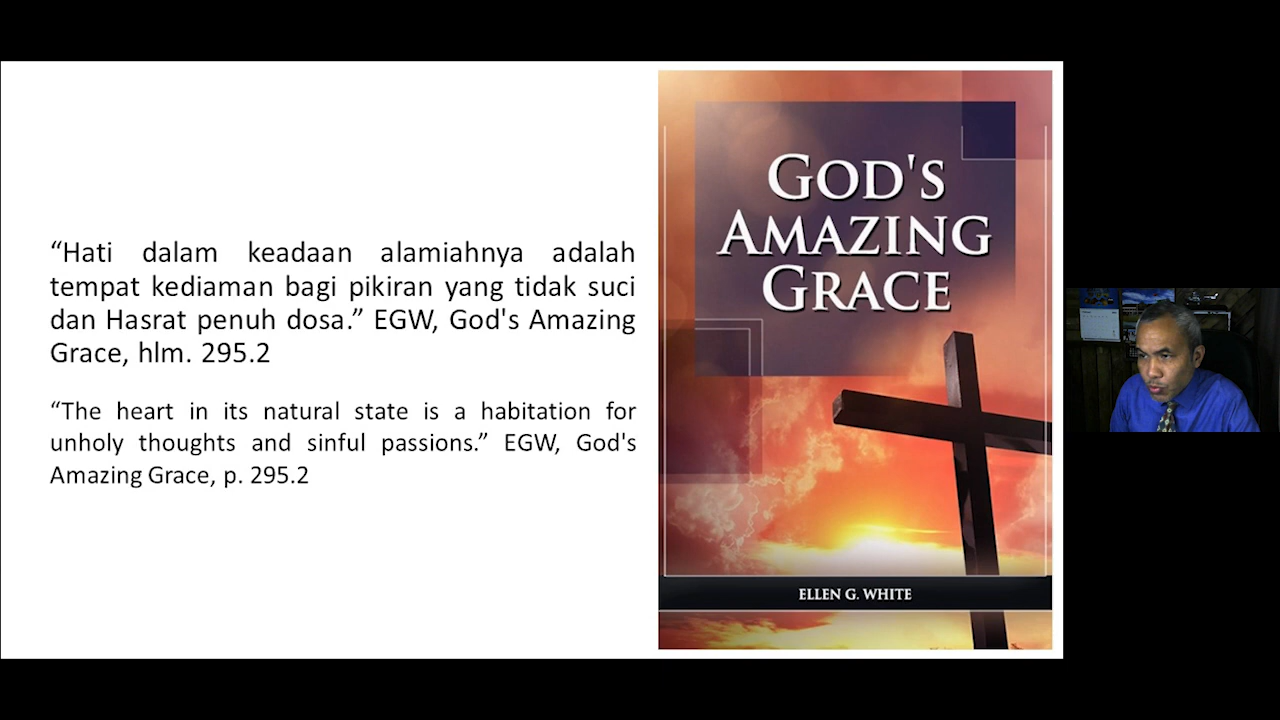 “Hati dalam keadaan alamiahnya adalah
tempat kediaman bagi pikiran yang tidak suci
dan Hasrat penuh dosa.” EGW, God's Amazing
Grace, hlm. 295.2
“The heart in its natural state is a habitation for
unholy thoughts and sinful passions.” EGW, God's
Amazing Grace, p. 295.2
GOD'S
AMAZING
GRACE
ELLEN G. WHITE